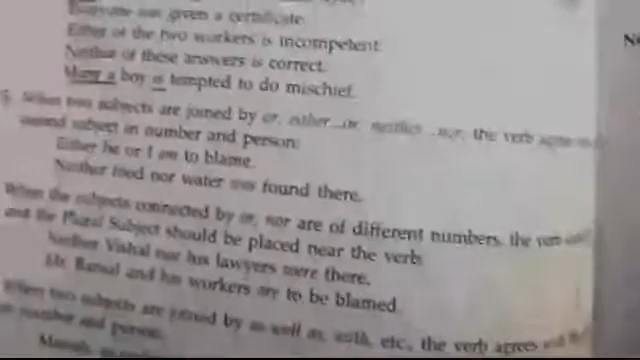 Everyone was given a certificate.
Either of the two workers is incompetent.
Neither of these answers is correct.
Many a boy is tempted to do mischief.
When two subjects are joined by or, either...or, neither...nor, the verb agrees
subject in number and person:
Either he or I am to blame.
Neither food nor water was found there.
When the subjects connected by or, nor are of different numbers, the verb
and the Plural Subject should be placed near the verb:
Neither Vishal nor his lawyers were there.
Mr. Bansal and his workers are to be blamed.
When two subjects are joined by as well as, with, etc., the verb agrees
number and person: